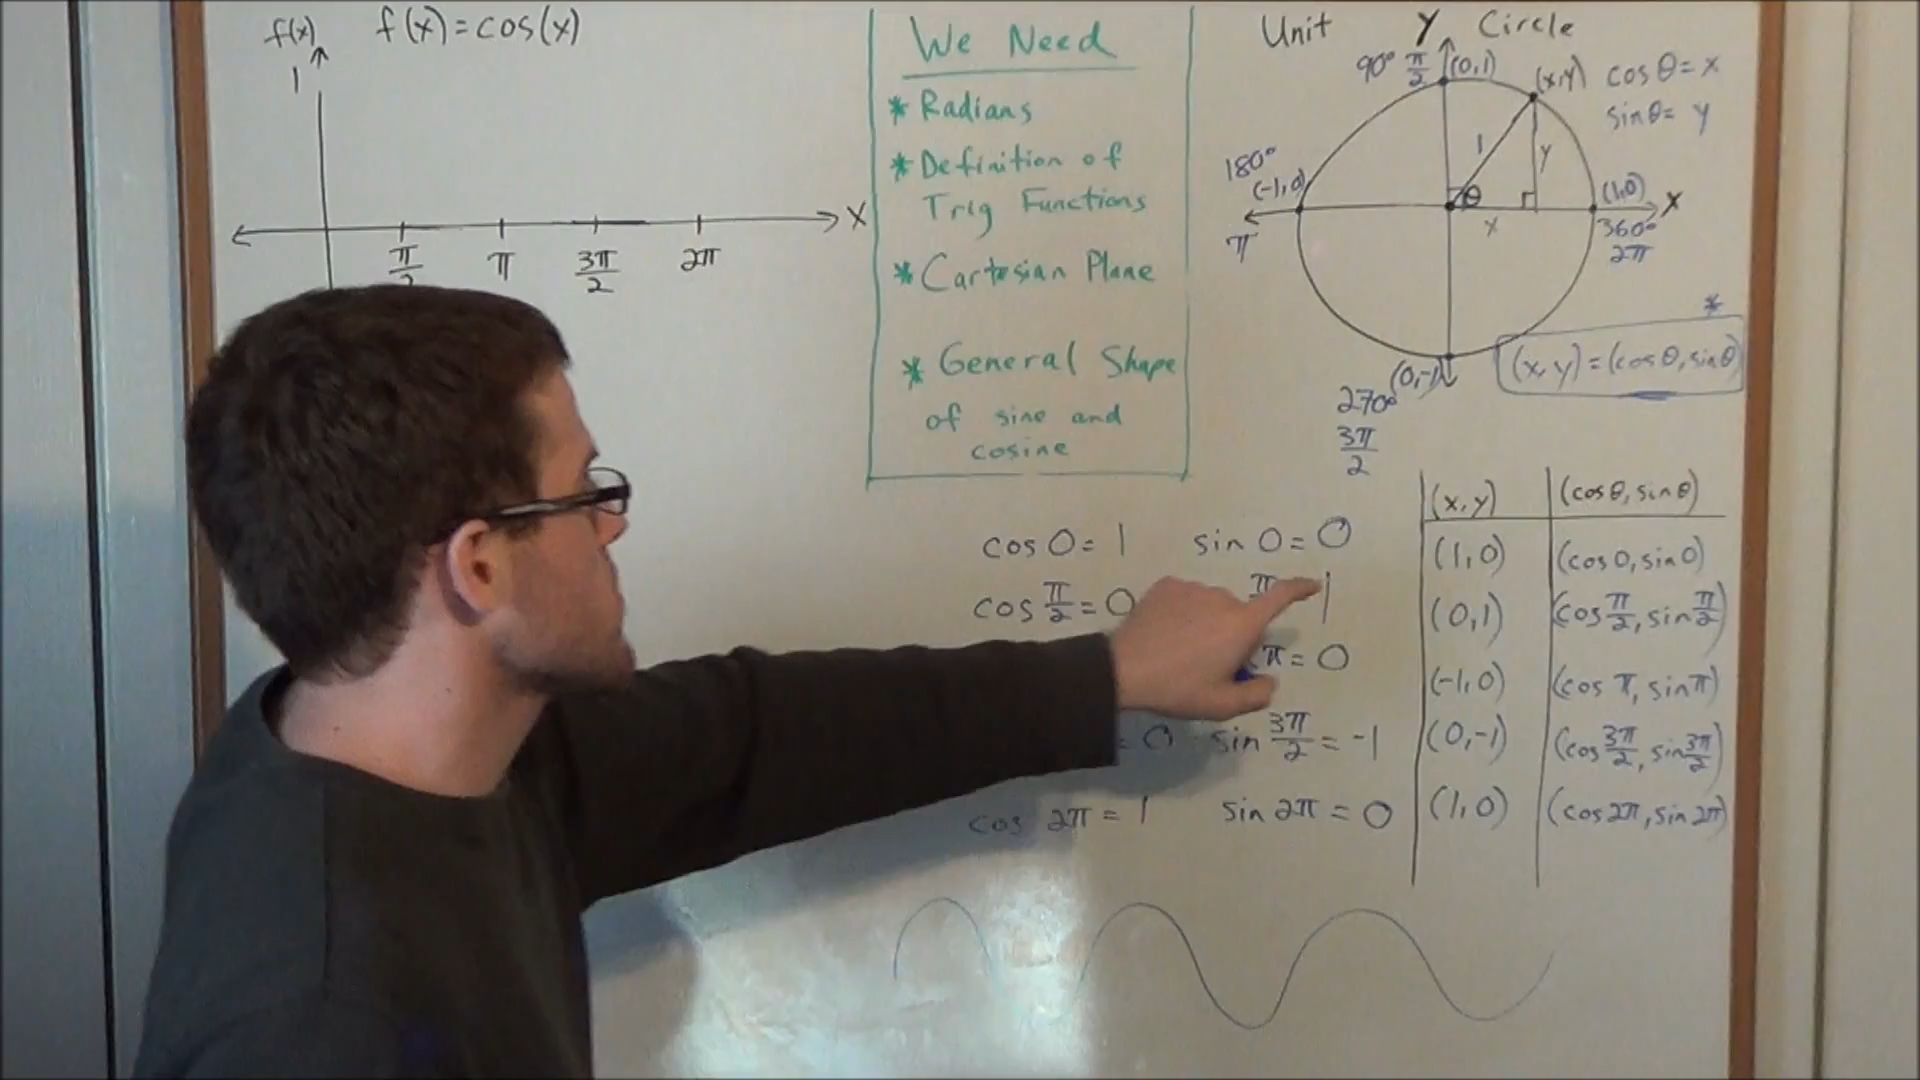 f(x) f(x) = cos(x)
1
X
π/2 π 3π/2 2π
We Need
* Radians
* Definition of
Trig Functions
* Cartesian Plane
* General Shape
of sine and
cosine
Unit Y Circle
90° π/2 (0,1) (x,y) cos θ = x
sin θ = y
1 y
180° (-1,0) θ (1,0) X
π x 360°
2π
*
(x, y) = (cos θ, sin θ)
(0,-1)
270°
3π/2
cos 0 = 1 sin 0 = 0
cos π/2 = 0 π 1
π = 0
= 0 sin 3π/2 = -1
cos 2π = 1 sin 2π = 0
(x, y) (cos θ, sin θ)
(1,0) (cos 0, sin 0)
(0,1) (cos π/2, sin π/2)
(-1,0) (cos π, sin π)
(0,-1) (cos 3π/2, sin 3π/2)
(1,0) (cos 2π, sin 2π)